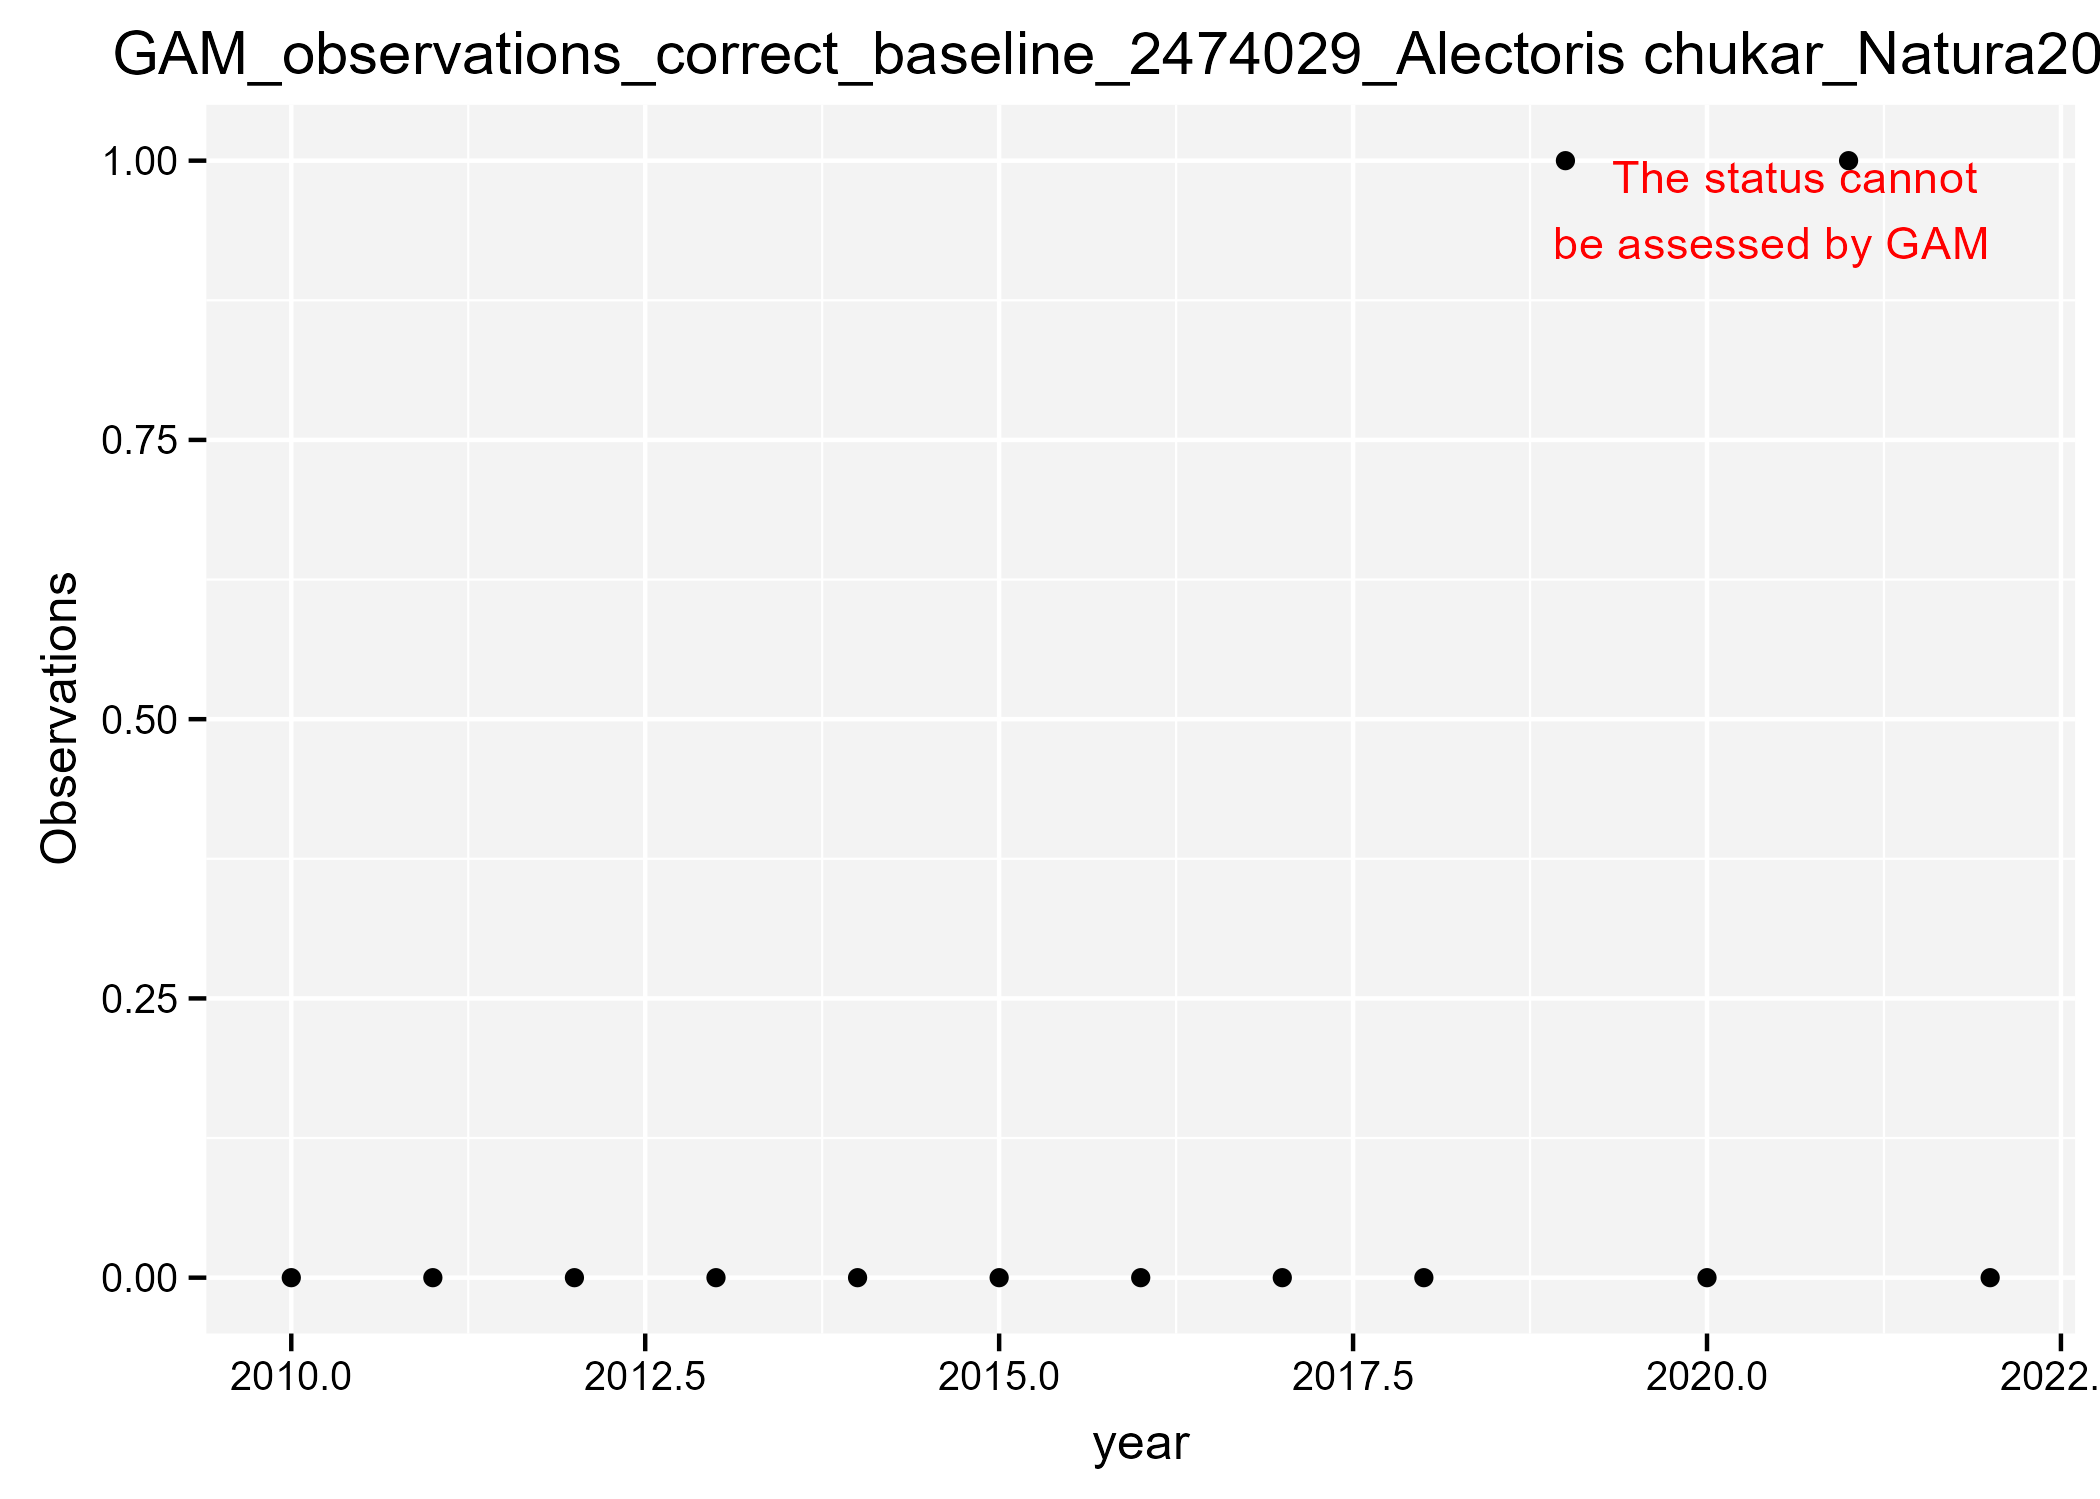 GAM_observations_correct_baseline_2474029_Alectoris chukar_Natura20
1.00
The status cannot
be assessed by GAM
0.75
Observations
0.50
0.25
0.00
2010.0 2012.5 2015.0 2017.5 2020.0 2022.
year